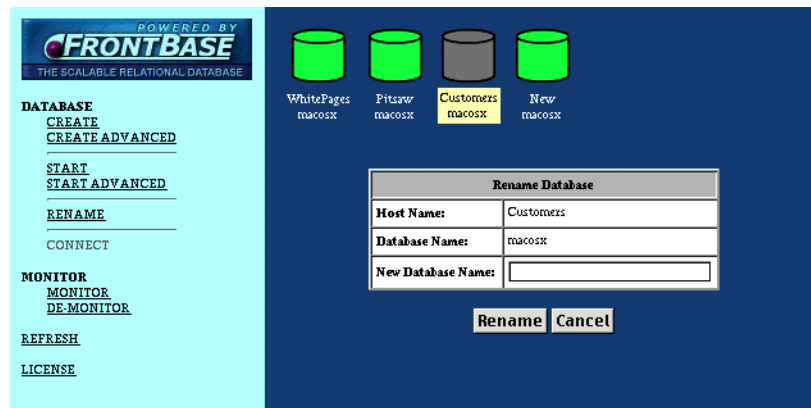 POWERED BY
FRONTBASE
THE SCALABLE RELATIONAL DATABASE
DATABASE
CREATE
CREATE ADVANCED
START
START ADVANCED
RENAME
CONNECT
MONITOR
MONITOR
DE-MONITOR
REFRESH
LICENSE
WhitePages Pitsaw Customers New
macosx macosx macosx macosx
Rename Database
Host Name: Customers
Database Name: macosx
New Database Name:
Rename Cancel